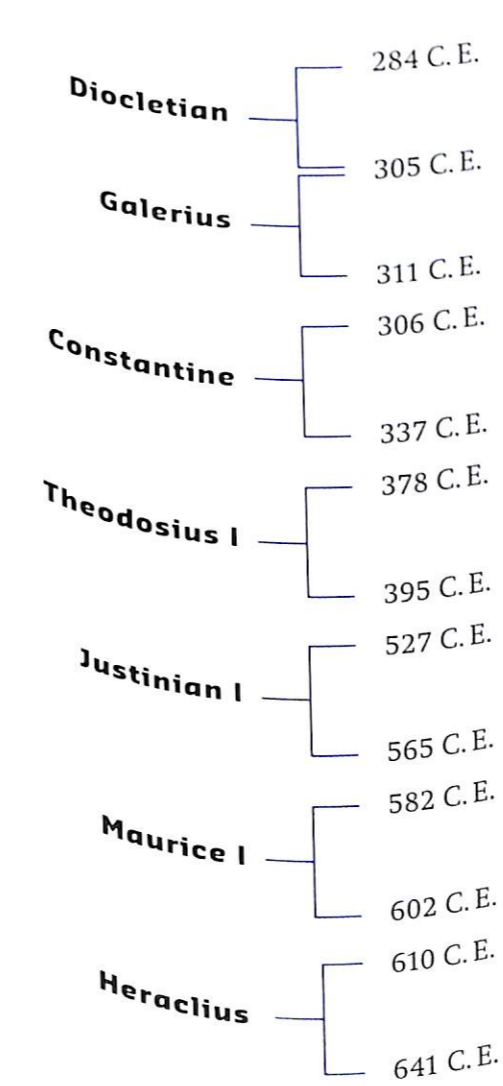 284 C.E.
Diocletian
305 C.E.
Galerius
311 C.E.
306 C.E.
Constantine
337 C.E.
378 C.E.
Theodosius I
395 C.E.
527 C.E.
Justinian I
565 C.E.
582 C.E.
Maurice I
602 C.E.
610 C.E.
Heraclius
641 C.E.